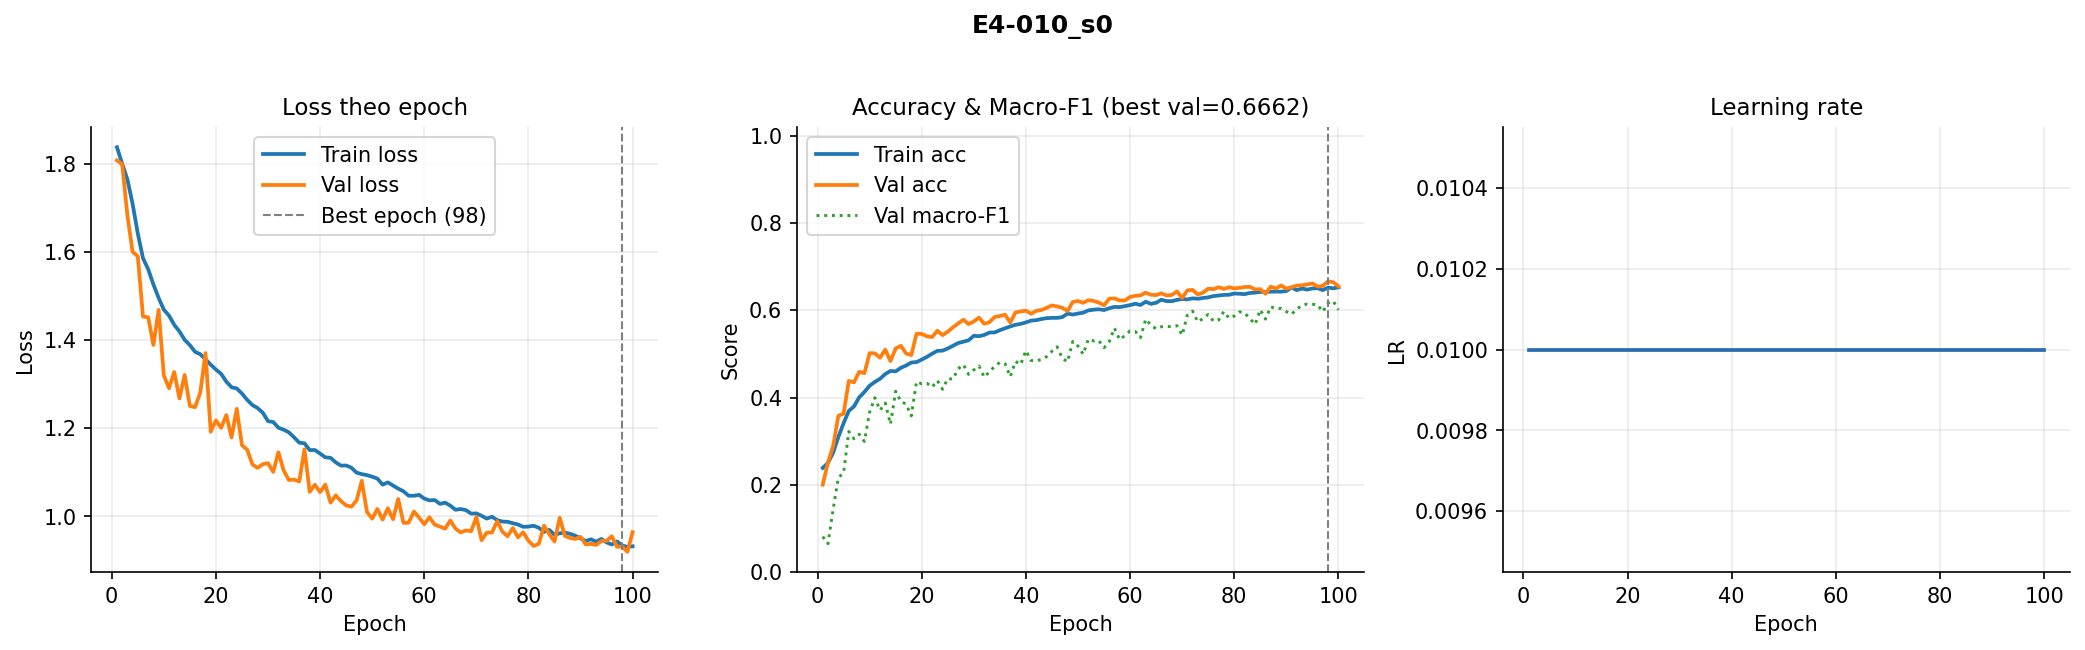 E4-010_s0
Loss theo epoch
Loss
1.8
1.6
1.4
1.2
1.0
Train loss
Val loss
Best epoch (98)
0 20 40 60 80 100
Epoch
Accuracy & Macro-F1 (best val=0.6662)
Score
1.0
0.8
0.6
0.4
0.2
0.0
Train acc
Val acc
Val macro-F1
0 20 40 60 80 100
Epoch
Learning rate
LR
0.0104
0.0102
0.0100
0.0098
0.0096
0 20 40 60 80 100
Epoch